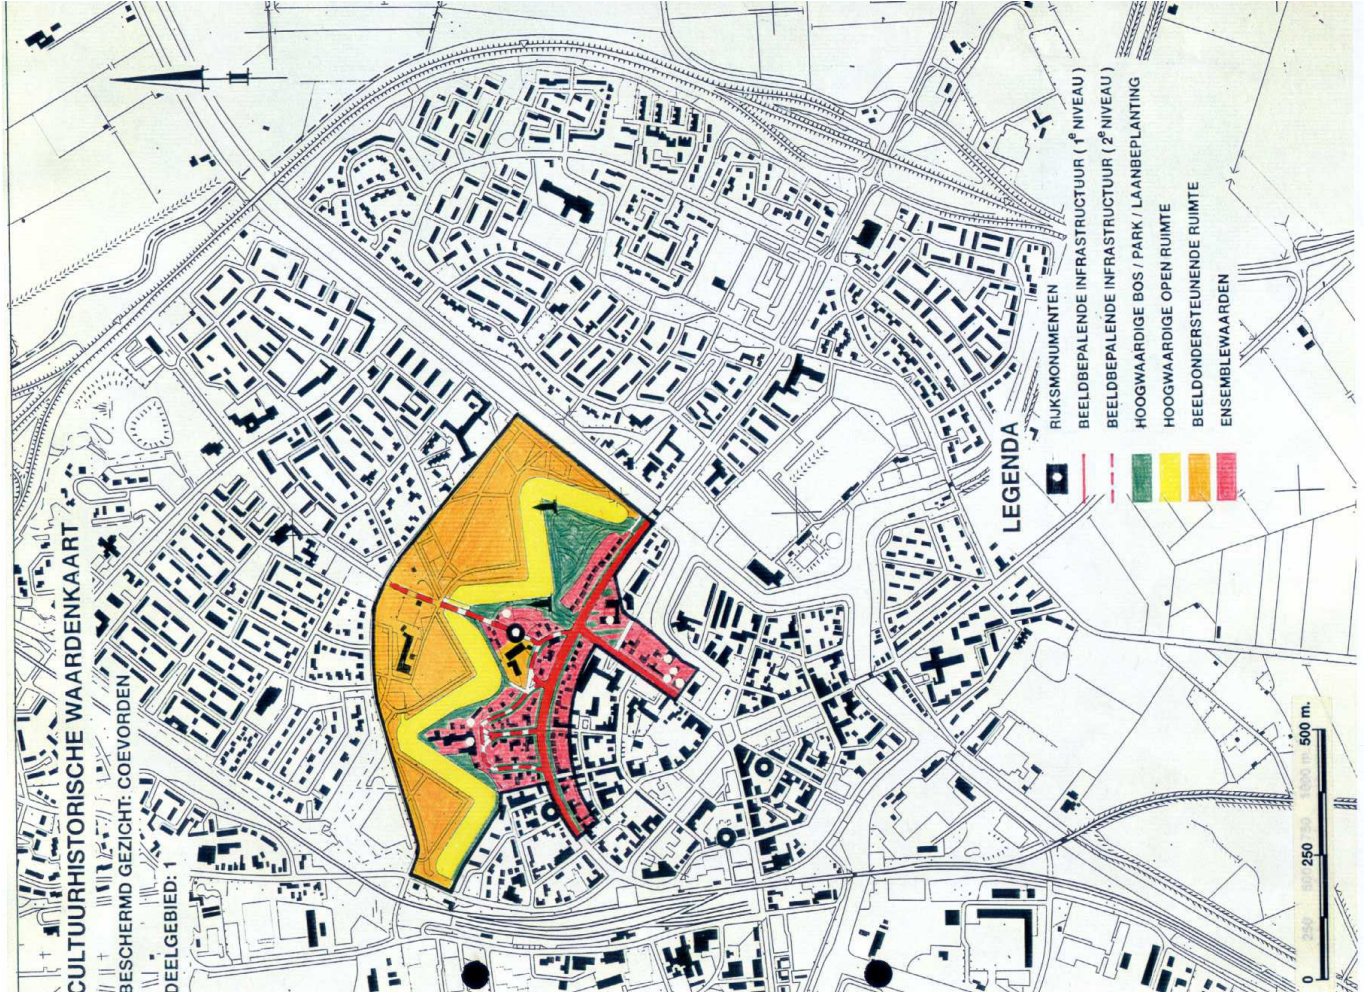 CULTUURHISTORISCHE WAARDENKAART
BESCHERMD GEZICHT: COEVORDEN
DEELGEBIED: 1
LEGENDA
RIJKSMONUMENTEN
BEELDBEPALENDE INFRASTRUCTUUR ( 1e NIVEAU )
BEELDBEPALENDE INFRASTRUCTUUR ( 2e NIVEAU )
HOOGWAARDIGE BOS / PARK / LAANBEPLANTING
HOOGWAARDIGE OPEN RUIMTE
BEELDONDERSTEUNENDE RUIMTE
ENSEMBLEWAARDEN
0 250 500 m.